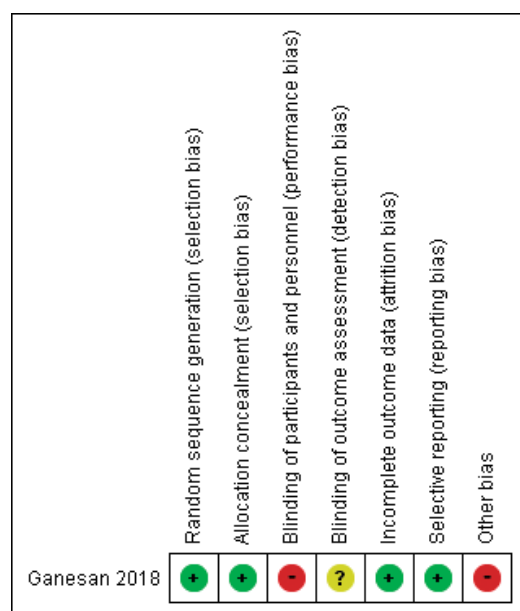 Random sequence generation (selection bias)
Allocation concealment (selection bias)
Blinding of participants and personnel (performance bias)
Blinding of outcome assessment (detection bias)
Incomplete outcome data (attrition bias)
Selective reporting (reporting bias)
Other bias
Ganesan 2018 + + - ? + + -